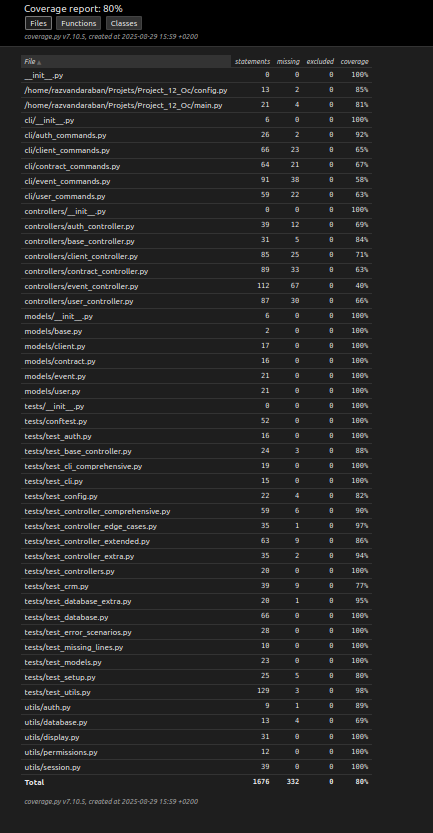 Coverage report: 80%
Files Functions Classes
coverage.py v7.10.5, created at 2025-08-29 15:59 +0200
File ▲ statements missing excluded coverage
__init__.py 0 0 0 100%
/home/razvandaraban/Projets/Project_12_Oc/config.py 13 2 0 85%
/home/razvandaraban/Projets/Project_12_Oc/main.py 21 4 0 81%
cli/__init__.py 6 0 0 100%
cli/auth_commands.py 26 2 0 92%
cli/client_commands.py 66 23 0 65%
cli/contract_commands.py 64 21 0 67%
cli/event_commands.py 91 38 0 58%
cli/user_commands.py 59 22 0 63%
controllers/__init__.py 0 0 0 100%
controllers/auth_controller.py 39 12 0 69%
controllers/base_controller.py 31 5 0 84%
controllers/client_controller.py 85 25 0 71%
controllers/contract_controller.py 89 33 0 63%
controllers/event_controller.py 112 67 0 40%
controllers/user_controller.py 87 30 0 66%
models/__init__.py 6 0 0 100%
models/base.py 2 0 0 100%
models/client.py 17 0 0 100%
models/contract.py 16 0 0 100%
models/event.py 21 0 0 100%
models/user.py 21 0 0 100%
tests/__init__.py 0 0 0 100%
tests/conftest.py 52 0 0 100%
tests/test_auth.py 16 0 0 100%
tests/test_base_controller.py 24 3 0 88%
tests/test_cli_comprehensive.py 19 0 0 100%
tests/test_cli.py 15 0 0 100%
tests/test_config.py 22 4 0 82%
tests/test_controller_comprehensive.py 59 6 0 90%
tests/test_controller_edge_cases.py 35 1 0 97%
tests/test_controller_extended.py 63 9 0 86%
tests/test_controller_extra.py 35 2 0 94%
tests/test_controllers.py 20 0 0 100%
tests/test_crm.py 39 9 0 77%
tests/test_database_extra.py 20 1 0 95%
tests/test_database.py 66 0 0 100%
tests/test_error_scenarios.py 28 0 0 100%
tests/test_missing_lines.py 10 0 0 100%
tests/test_models.py 23 0 0 100%
tests/test_setup.py 25 5 0 80%
tests/test_utils.py 129 3 0 98%
utils/auth.py 9 1 0 89%
utils/database.py 13 4 0 69%
utils/display.py 31 0 0 100%
utils/permissions.py 12 0 0 100%
utils/session.py 39 0 0 100%
Total 1676 332 0 80%
coverage.py v7.10.5, created at 2025-08-29 15:59 +0200